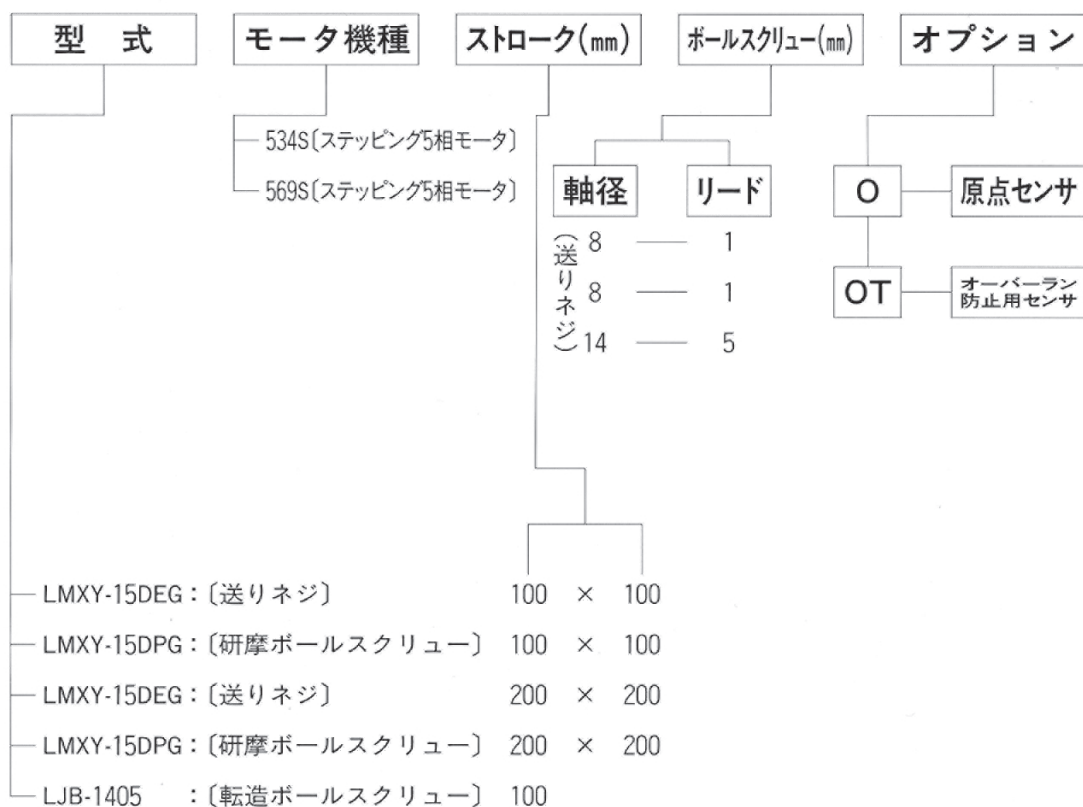 型 式 モータ機種 ストローク(mm) ボールスクリュー(mm) オプション
534S〔ステッピング5相モータ〕
569S〔ステッピング5相モータ〕
軸径 リード O 原点センサ
(送りネジ)
8 1
8 1
14 5
OT オーバーラン
防止用センサ
LMXY-15DEG:〔送りネジ〕 100 × 100
LMXY-15DPG:〔研摩ボールスクリュー〕 100 × 100
LMXY-15DEG:〔送りネジ〕 200 × 200
LMXY-15DPG:〔研摩ボールスクリュー〕 200 × 200
LJB-1405 :〔転造ボールスクリュー〕 100